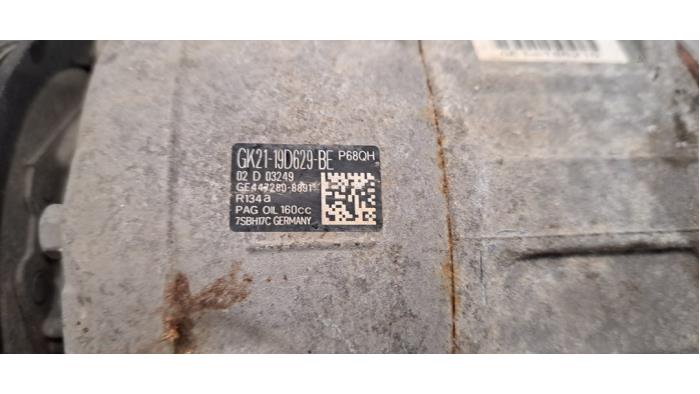 GK21-19D629-BE P68QH
02 D 03249
GE447280-8891
R134a
PAG OIL 160cc
7SBH17C GERMANY